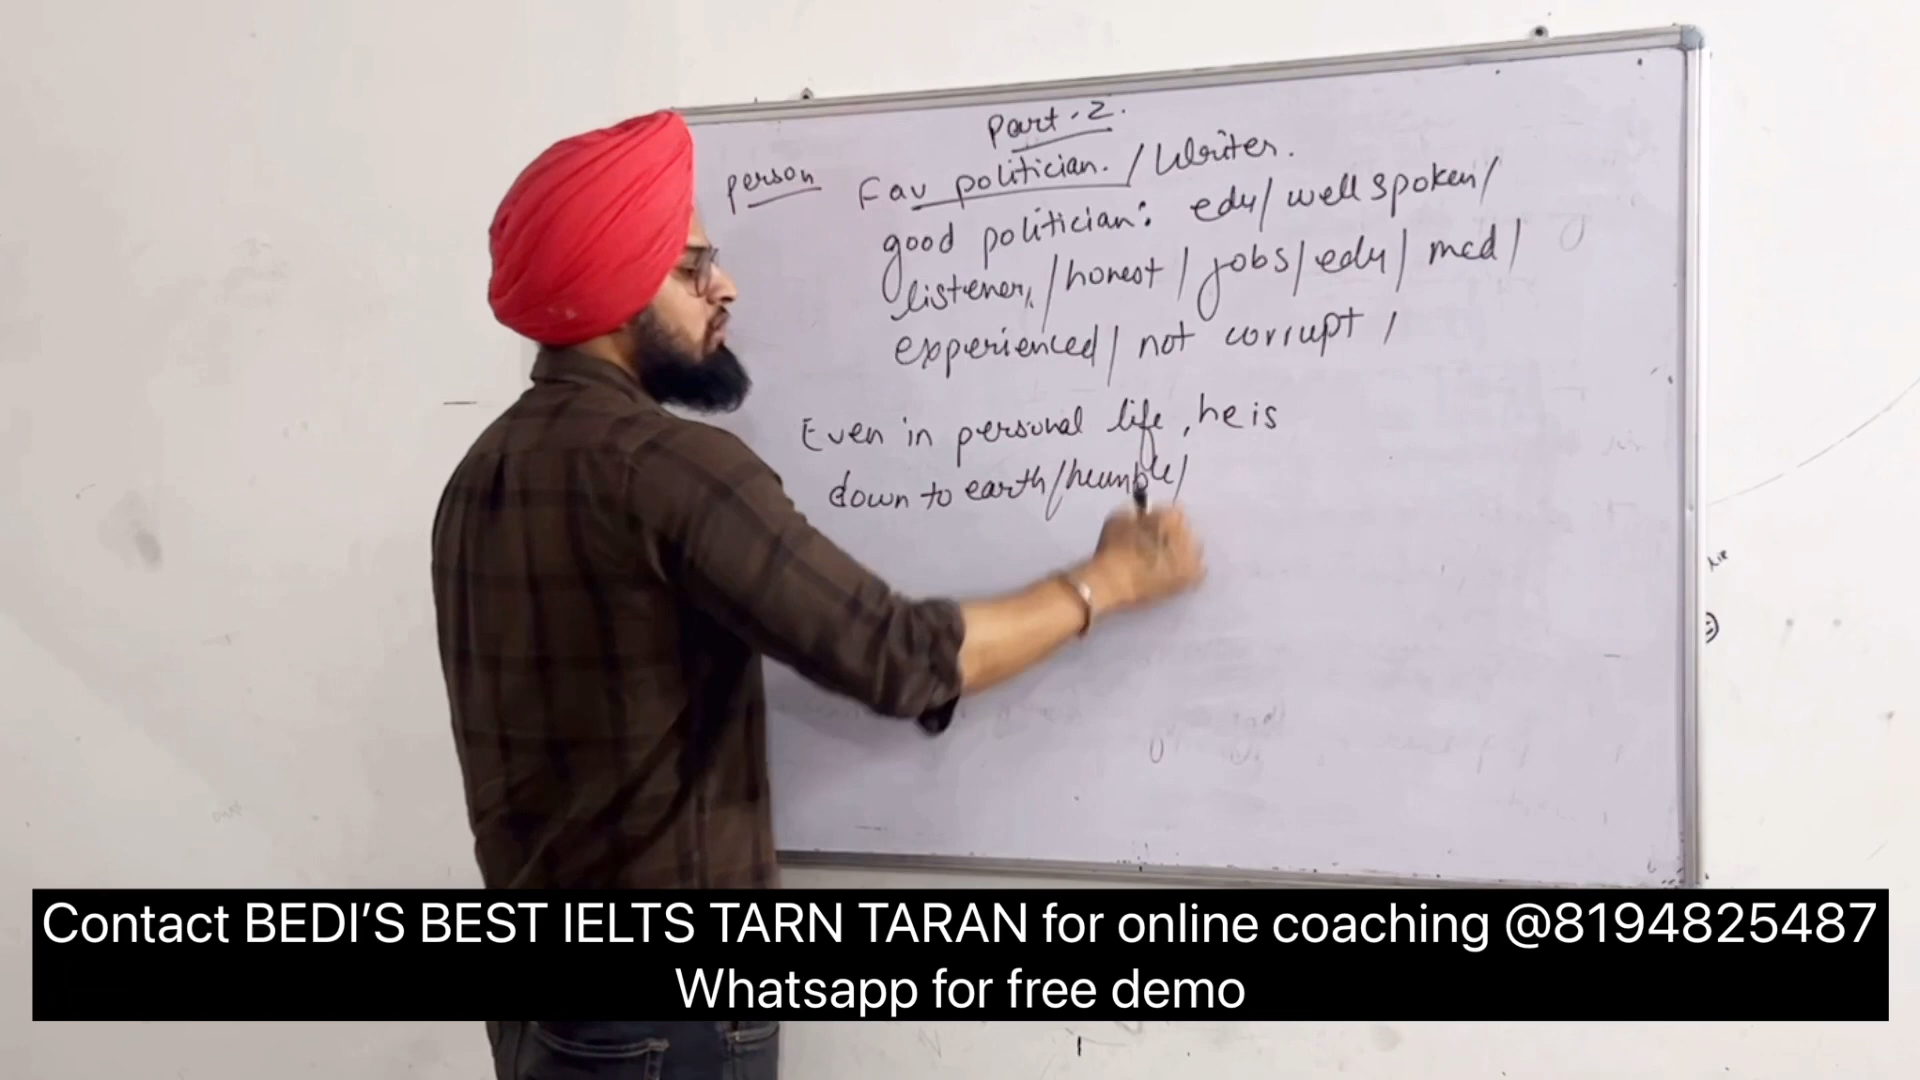 Part. 2.
person Fav politician. / Writer.
good politician: edu/ well spoken/
listener, / honest / jobs / edu / med /
experienced / not corrupt /
Even in personal life, he is
down to earth/humble/
Contact BEDI'S BEST IELTS TARN TARAN for online coaching @8194825487
Whatsapp for free demo